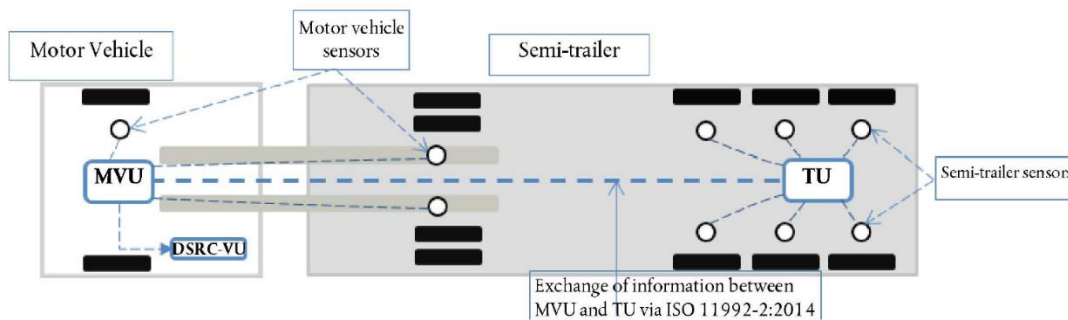 Motor Vehicle
Motor vehicle
sensors
Semi-trailer
MVU
TU
Semi-trailer sensors
DSRC-VU
Exchange of information between
MVU and TU via ISO 11992-2:2014